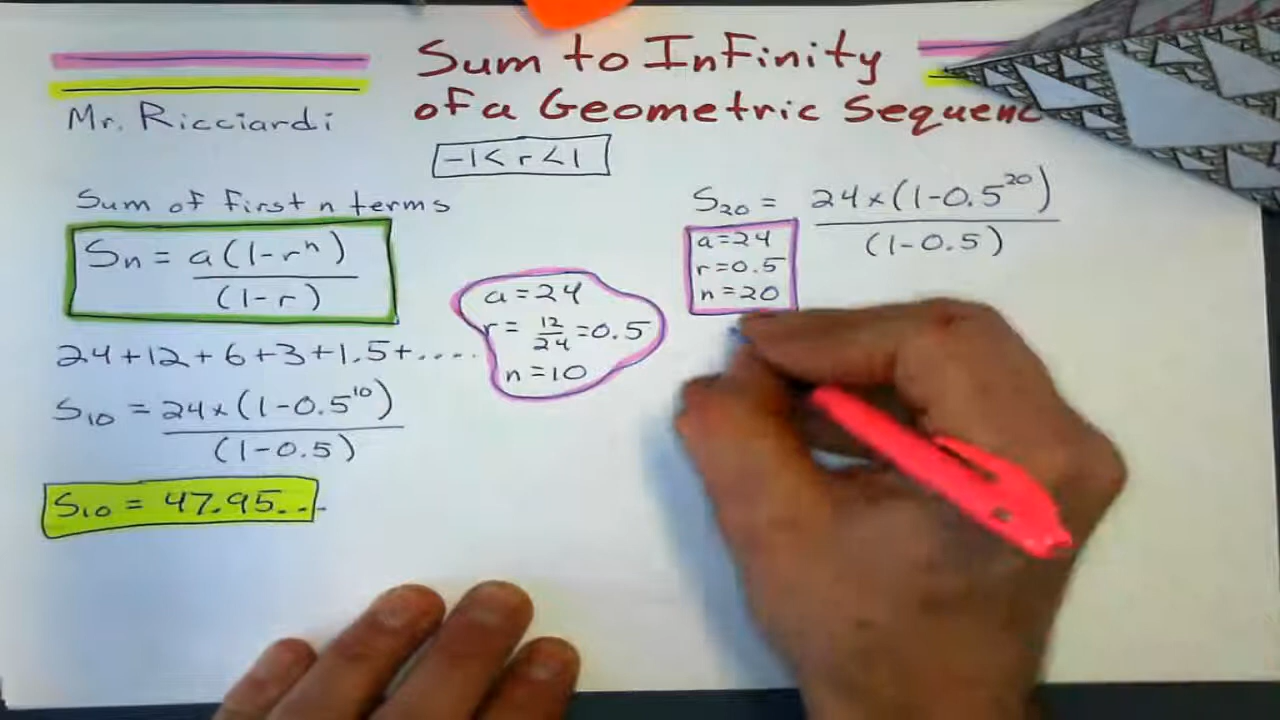 Sum to Infinity
of a Geometric Sequenc
Mr. Ricciardi
-1 < r < 1
Sum of first n terms
Sn = a(1-r^n)
(1-r)
24+12+6+3+1.5+....
S10 = 24×(1-0.5^10)
(1-0.5)
S10 = 47.95...
a=24
r= 12/24 =0.5
n=10
S20 = 24×(1-0.5^20)
(1-0.5)
a=24
r=0.5
n=20